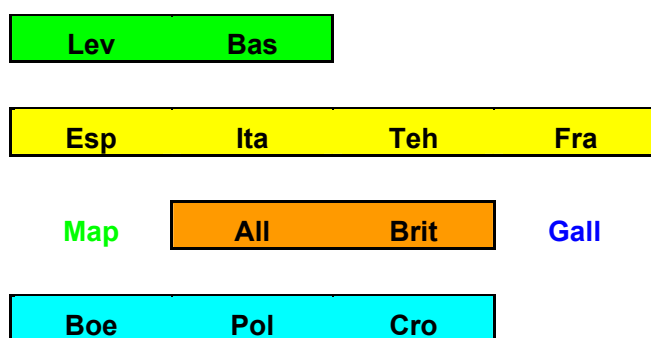 Lev Bas
Esp Ita Teh Fra
Map All Brit Gall
Boe Pol Cro